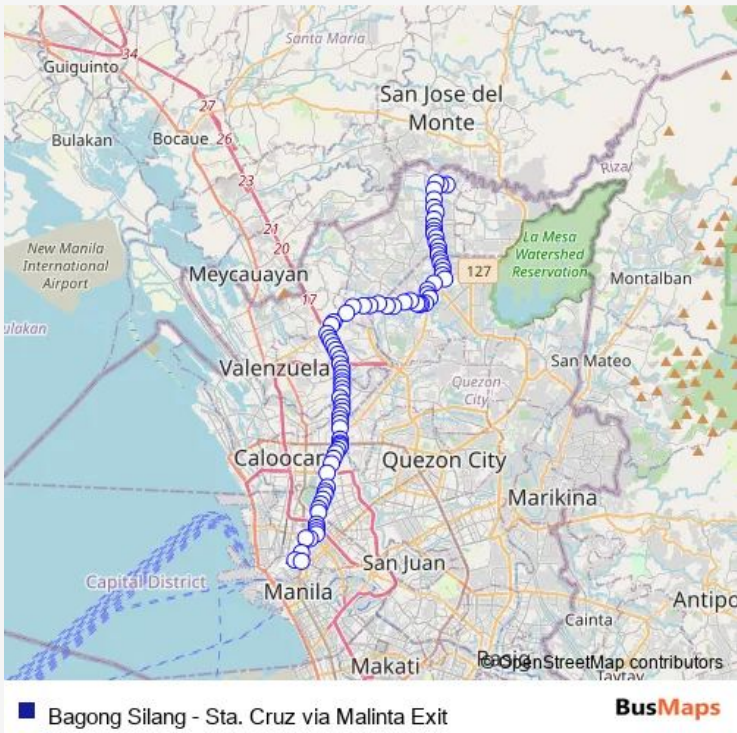 Santa Maria
34
Guiguinto
San Jose del
Monte
27
Bulakan
Bocaue
26
Rizal
23
21
La Mesa
Watershed
Reservation
New Manila
International
Airport
20
127
Meycauayan
Montalban
17
ulakan
Valenzuela
San Mateo
Quezon
City
Caloocan
Quezon City
Marikina
San Juan
Capital District
Manila
Antipo
Cainta
Makati
Pasig
© OpenStreetMap contributors
Taytay
Bagong Silang - Sta. Cruz via Malinta Exit
BusMaps